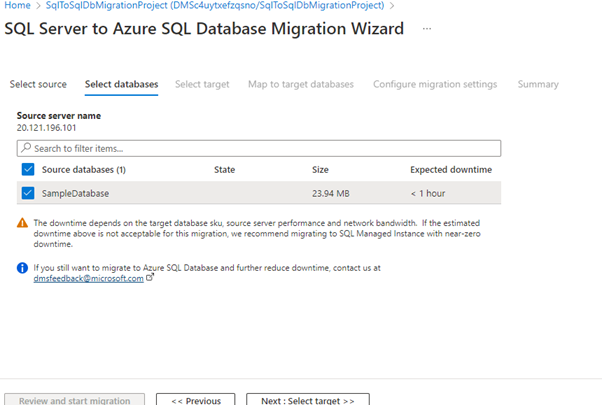 Home > SqlToSqlDbMigrationProject (DMSc4uytxefzqsno/SqlToSqlDbMigrationProject) >
SQL Server to Azure SQL Database Migration Wizard ...
Select source Select databases Select target Map to target databases Configure migration settings Summary
Source server name
20.121.196.101
Search to filter items...
Source databases (1) State Size Expected downtime
SampleDatabase 23.94 MB < 1 hour
The downtime depends on the target database sku, source server performance and network bandwidth. If the estimated
downtime above is not acceptable for this migration, we recommend migrating to SQL Managed Instance with near-zero
downtime.
If you still want to migrate to Azure SQL Database and further reduce downtime, contact us at
dmsfeedback@microsoft.com
Review and start migration << Previous Next : Select target >>